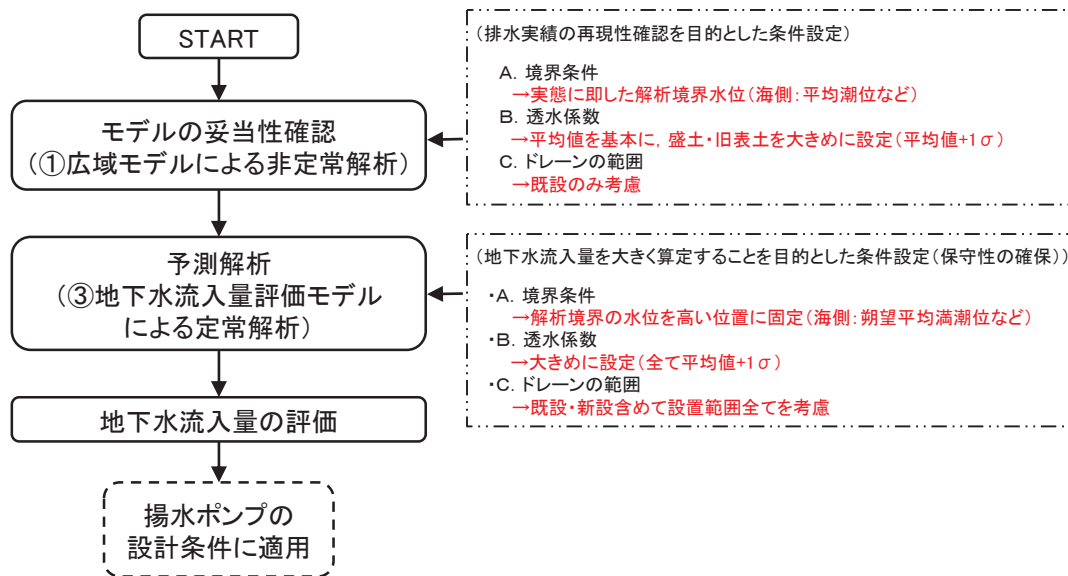 START
モデルの妥当性確認
(①広域モデルによる非定常解析)
予測解析
(③地下水流入量評価モデル
による定常解析)
地下水流入量の評価
揚水ポンプの
設計条件に適用
(排水実績の再現性確認を目的とした条件設定)
A. 境界条件
→実態に即した解析境界水位(海側:平均潮位など)
B. 透水係数
→平均値を基本に, 盛土・旧表土を大きめに設定(平均値+1σ)
C. ドレーンの範囲
→既設のみ考慮
(地下水流入量を大きく算定することを目的とした条件設定(保守性の確保))
・A. 境界条件
→解析境界の水位を高い位置に固定(海側:朔望平均満潮位など)
・B. 透水係数
→大きめに設定(全て平均値+1σ)
・C. ドレーンの範囲
→既設・新設含めて設置範囲全てを考慮